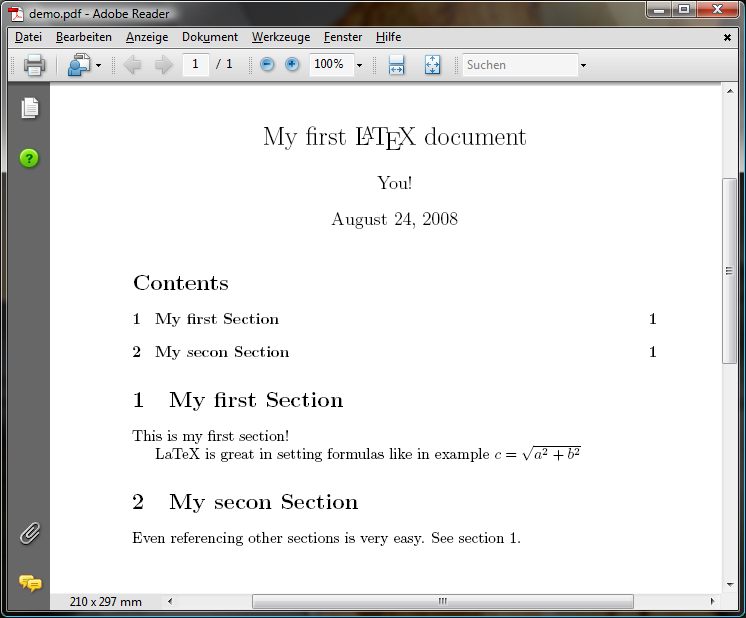 demo.pdf - Adobe Reader
Datei Bearbeiten Anzeige Dokument Werkzeuge Fenster Hilfe
1 / 1 100% Suchen
My first LATEX document
You!
August 24, 2008
Contents
1 My first Section 1
2 My secon Section 1
1 My first Section
This is my first section!
LaTeX is great in setting formulas like in example c = √a² + b²
2 My secon Section
Even referencing other sections is very easy. See section 1.
210 x 297 mm